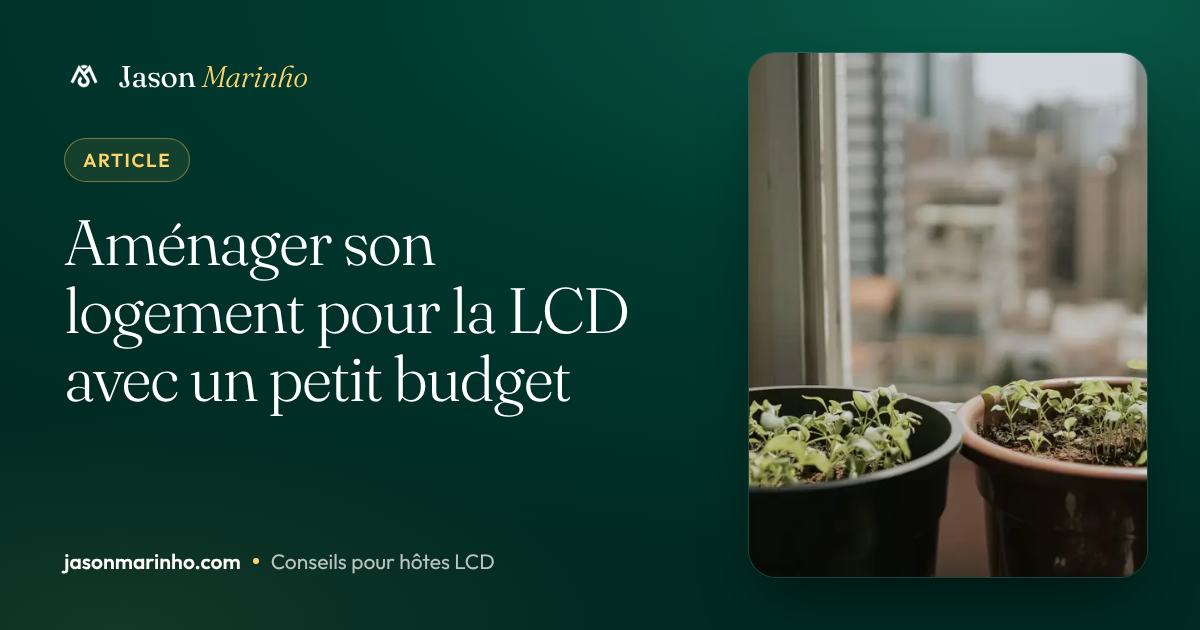 Jason Marinho
ARTICLE
Aménager son
logement pour la LCD
avec un petit budget
jasonmarinho.com • Conseils pour hôtes LCD